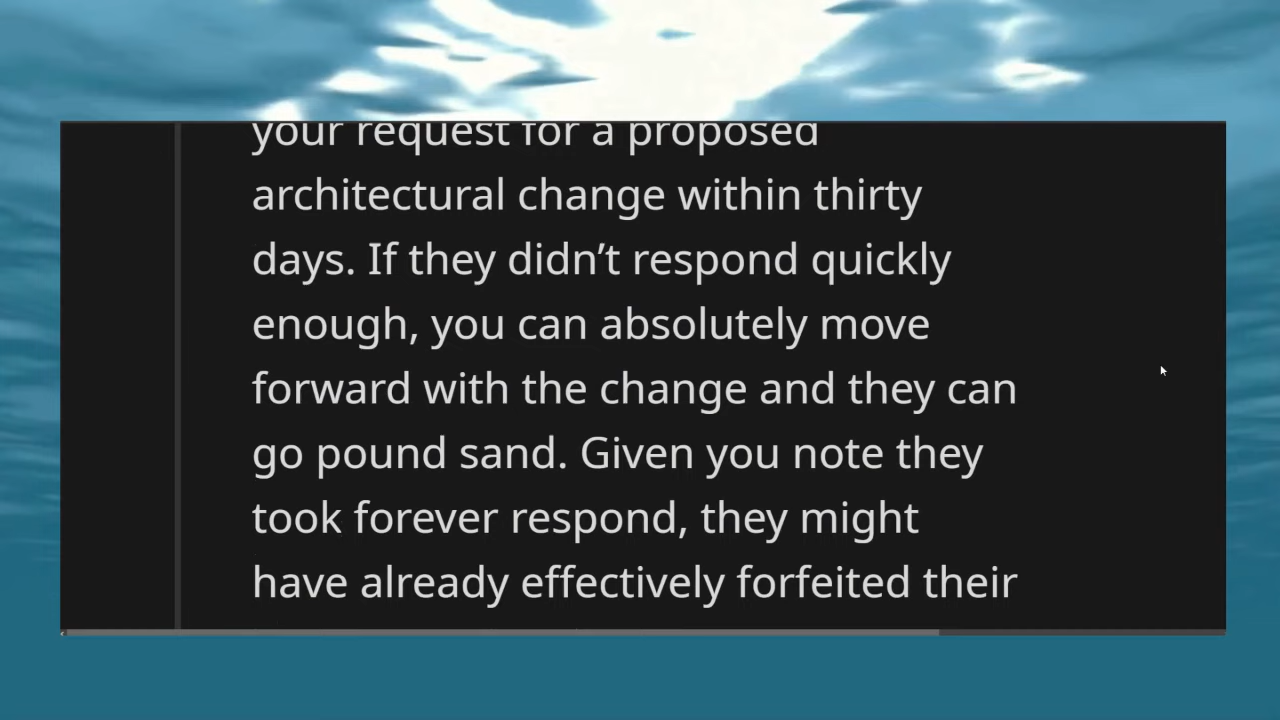 your request for a proposed
architectural change within thirty
days. If they didn’t respond quickly
enough, you can absolutely move
forward with the change and they can
go pound sand. Given you note they
took forever respond, they might
have already effectively forfeited their